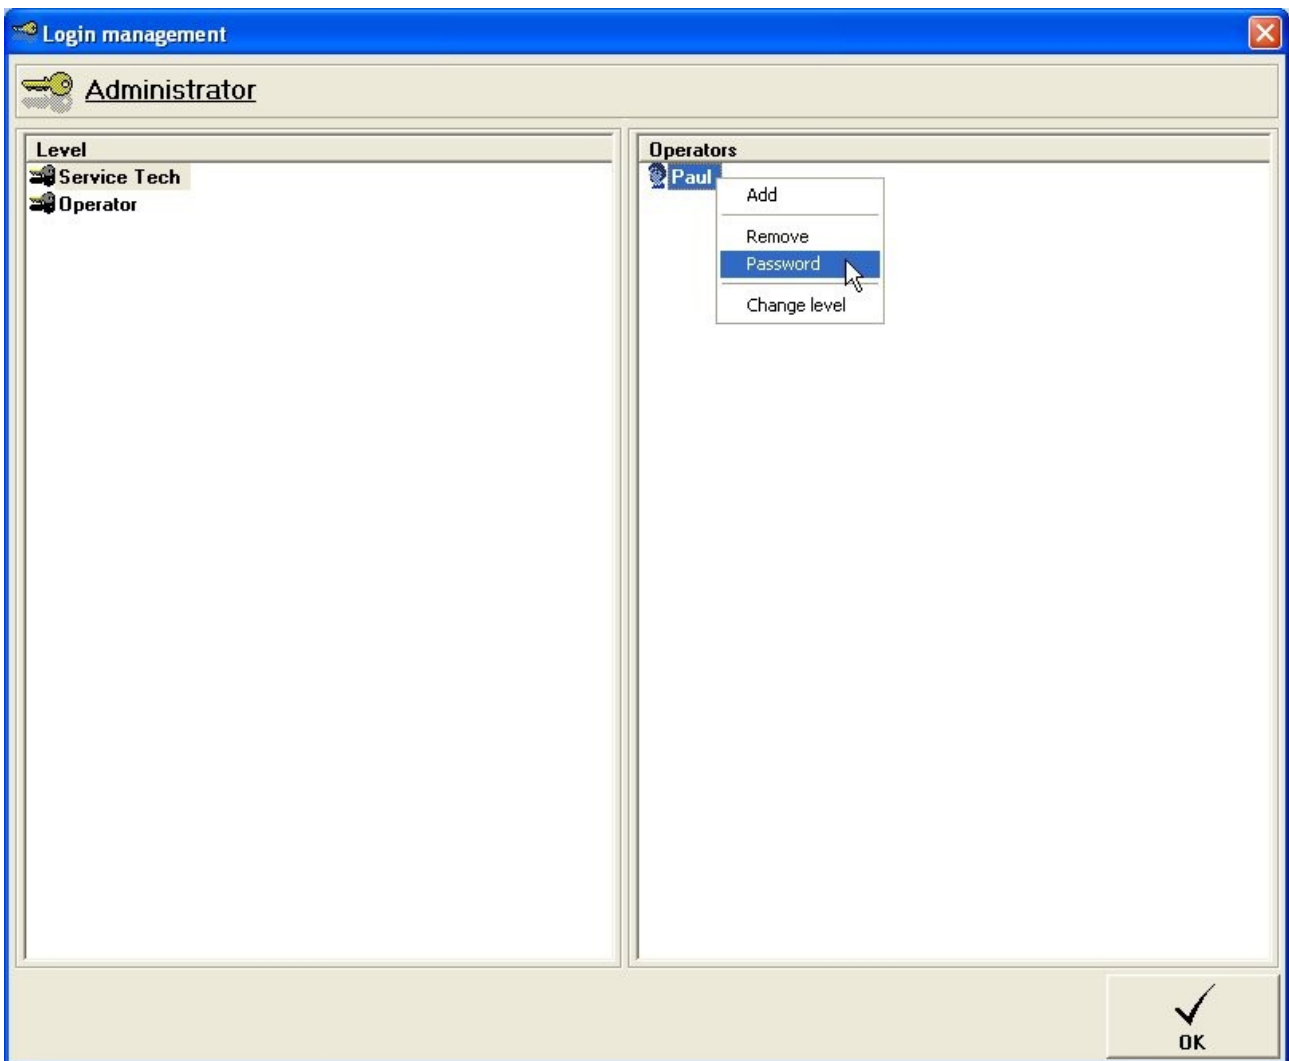 Login management
Administrator
Level
Service Tech
Operator
Operators
Paul
Add
Remove
Password
Change level
OK